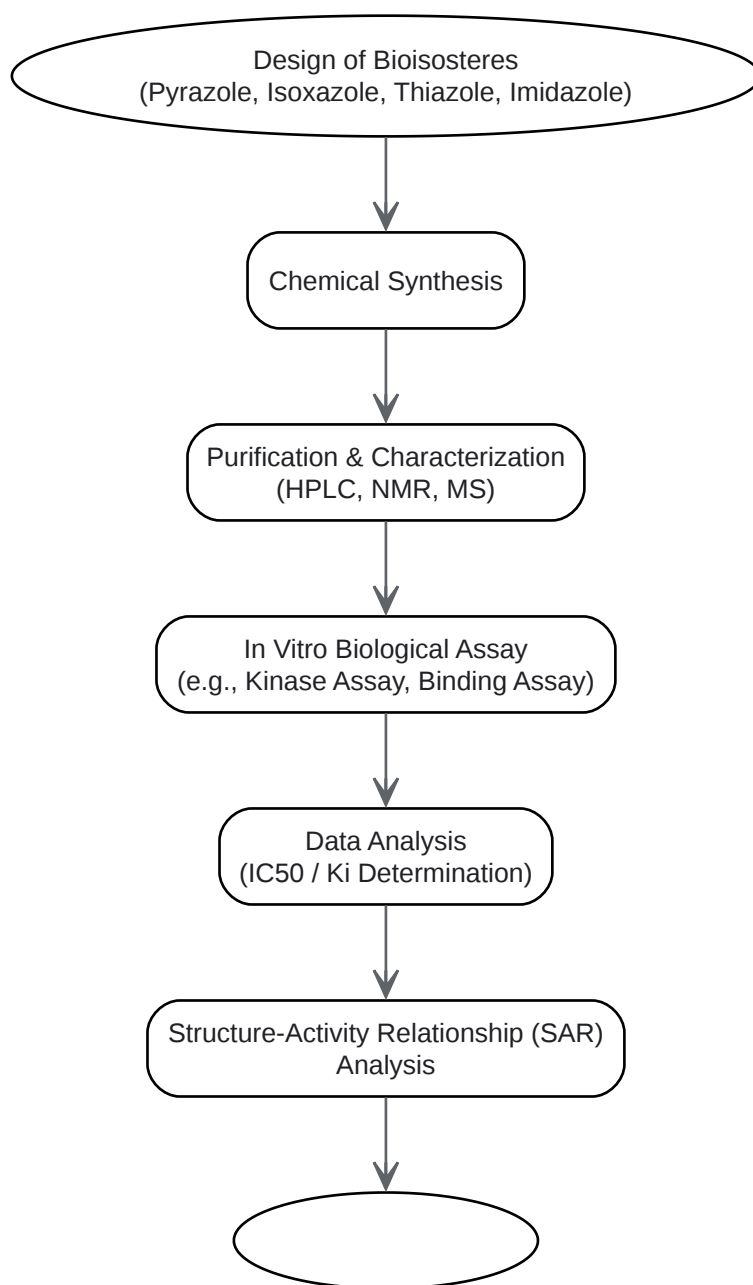 Design of Bioisosteres
(Pyrazole, Isoxazole, Thiazole, Imidazole)
Chemical Synthesis
Purification & Characterization
(HPLC, NMR, MS)
In Vitro Biological Assay
(e.g., Kinase Assay, Binding Assay)
Data Analysis
(IC50 / Ki Determination)
Structure-Activity Relationship (SAR)
Analysis